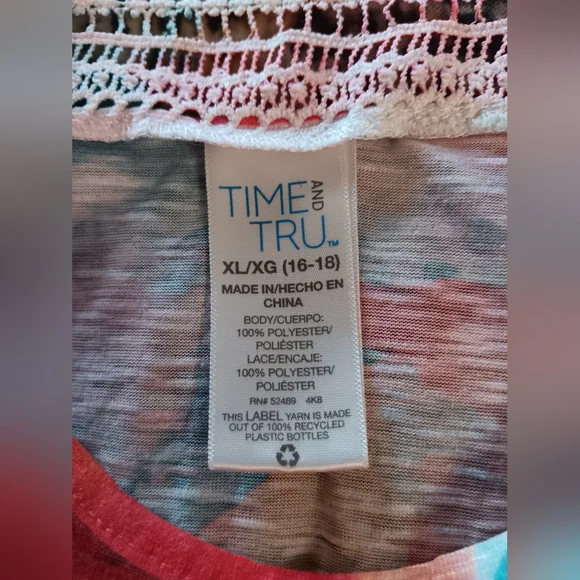 TIME AND
TRU™
XL/XG (16-18)
MADE IN/HECHO EN
CHINA
BODY/CUERPO:
100% POLYESTER/
POLIÉSTER
LACE/ENCAJE:
100% POLYESTER/
POLIÉSTER
RN# 52469 4K8
THIS LABEL YARN IS MADE
OUT OF 100% RECYCLED
PLASTIC BOTTLES